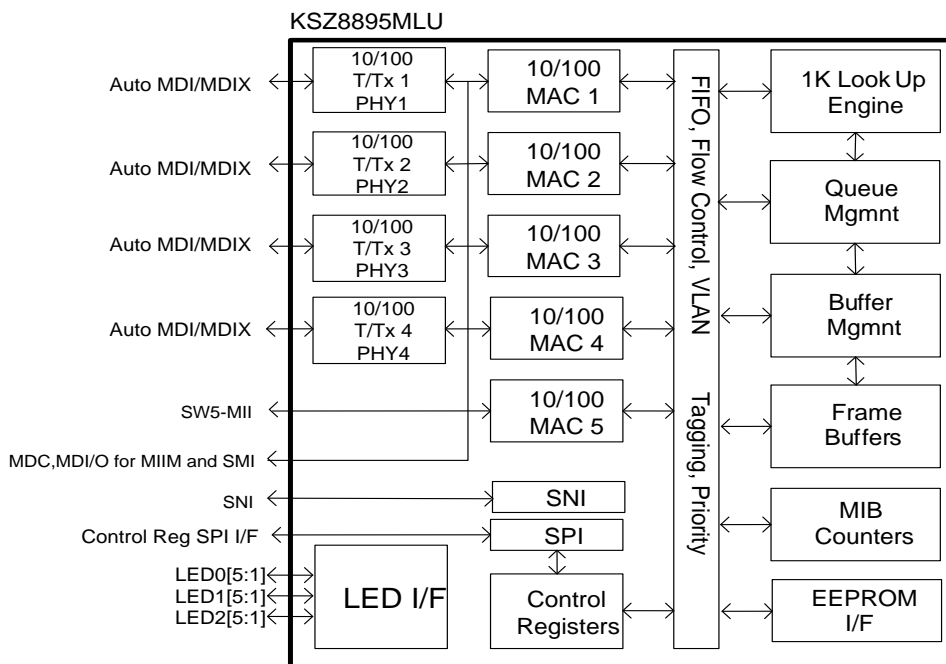 KSZ8895MLU
Auto MDI/MDIX
10/100
T/Tx 1
PHY1
10/100
MAC 1
1K Look Up
Engine
Auto MDI/MDIX
10/100
T/Tx 2
PHY2
10/100
MAC 2
Queue
Mgmnt
Auto MDI/MDIX
10/100
T/Tx 3
PHY3
10/100
MAC 3
Buffer
Mgmnt
Auto MDI/MDIX
10/100
T/Tx 4
PHY4
10/100
MAC 4
FIFO, Flow Control, VLAN Tagging, Priority
SW5-MII
10/100
MAC 5
Frame
Buffers
MDC,MDI/O for MIIM and SMI
SNI
SNI
MIB
Counters
Control Reg SPI I/F
SPI
LED0[5:1]
LED1[5:1]
LED2[5:1]
LED I/F
Control
Registers
EEPROM
I/F